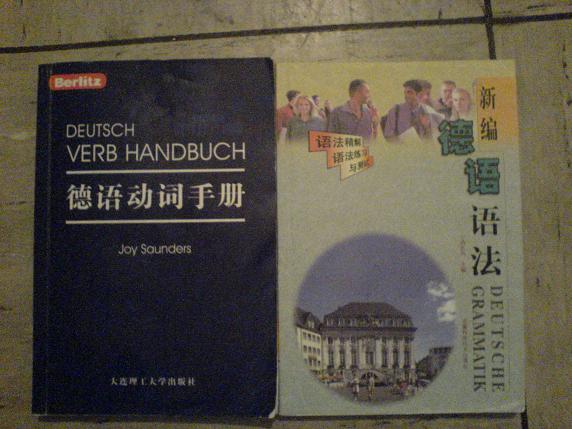 Berlitz
DEUTSCH
VERB HANDBUCH
德语动词手册
Joy Saunders
大连理工大学出版社
新编
德语
语法
DEUTSCHE
GRAMMATIK
语法精解
语法练习
与测试